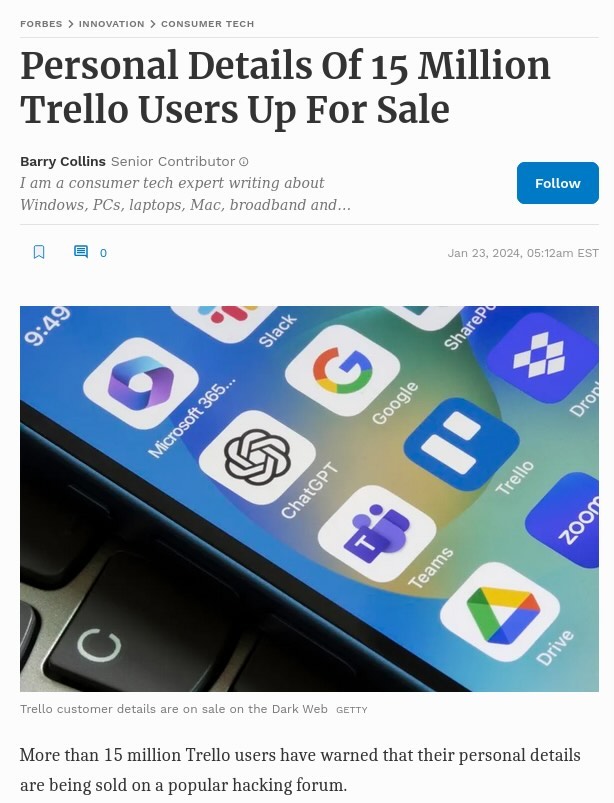 FORBES > INNOVATION > CONSUMER TECH
Personal Details Of 15 Million
Trello Users Up For Sale
Barry Collins Senior Contributor
I am a consumer tech expert writing about
Windows, PCs, laptops, Mac, broadband and...
Follow
0
Jan 23, 2024, 05:12am EST
9:49
Slack
SharePo
Microsoft 365...
Google
Drop
ChatGPT
Trello
T
Teams
zoom
Drive
C
Trello customer details are on sale on the Dark Web GETTY
More than 15 million Trello users have warned that their personal details
are being sold on a popular hacking forum.